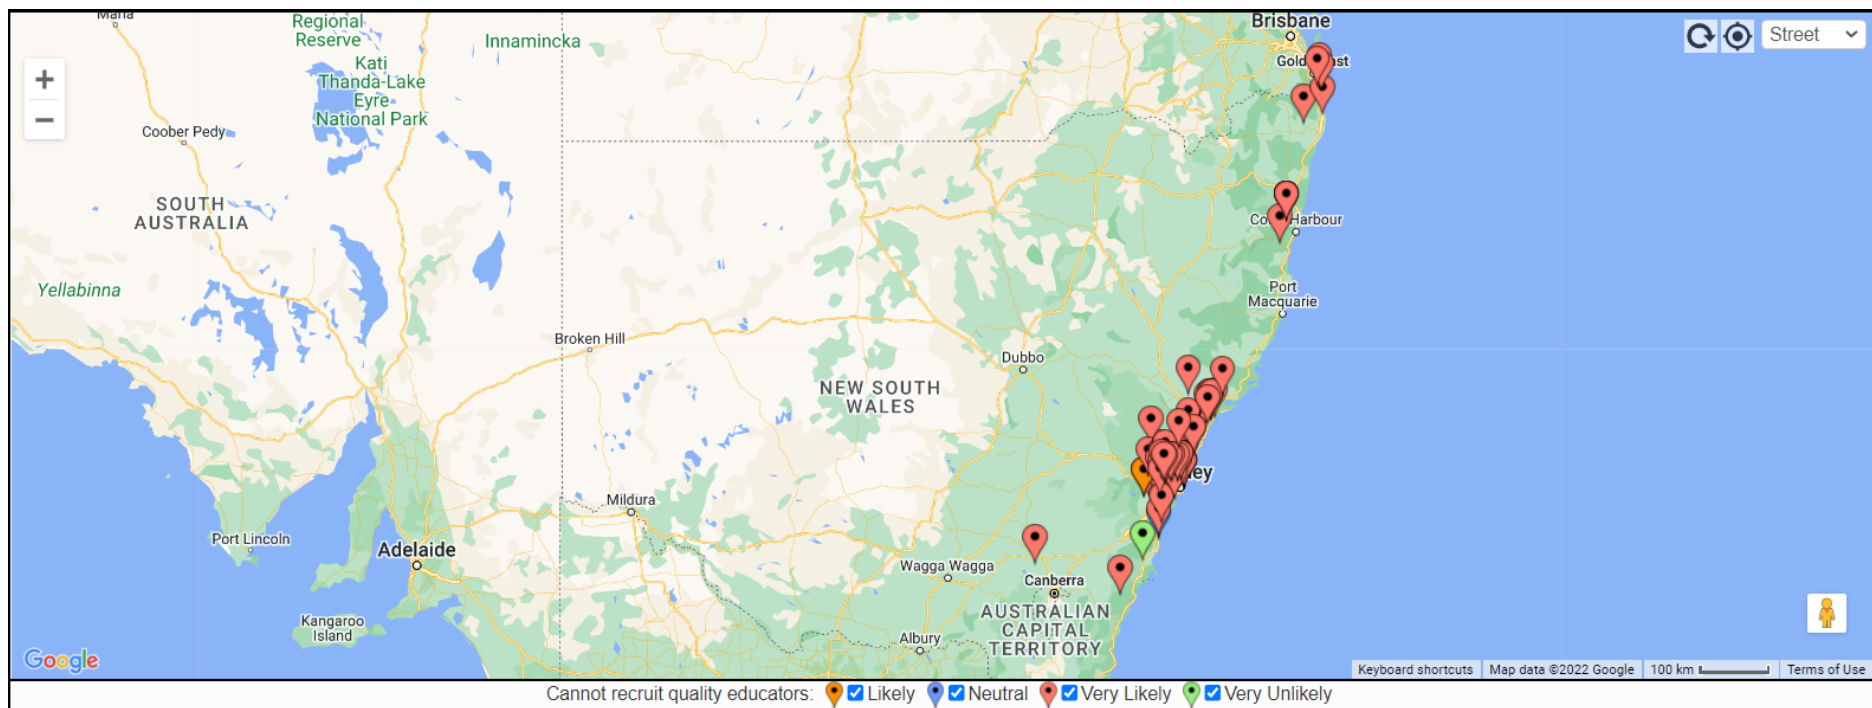 Maria
Regional
Reserve
Innamincka
Brisbane
Street
Kati
Thanda-Lake
Eyre
National Park
Coober Pedy
SOUTH
AUSTRALIA
Harbour
Yellabinna
Port
Macquarie
Broken Hill
Dubbo
NEW SOUTH
WALES
Mildura
Port Lincoln
Adelaide
Wagga Wagga
Canberra
AUSTRALIAN
CAPITAL
TERRITORY
Kangaroo
Island
Albury
Google
Keyboard shortcuts
Map data ©2022 Google
100 km
Terms of Use
Cannot recruit quality educators: Likely Neutral Very Likely Very Unlikely